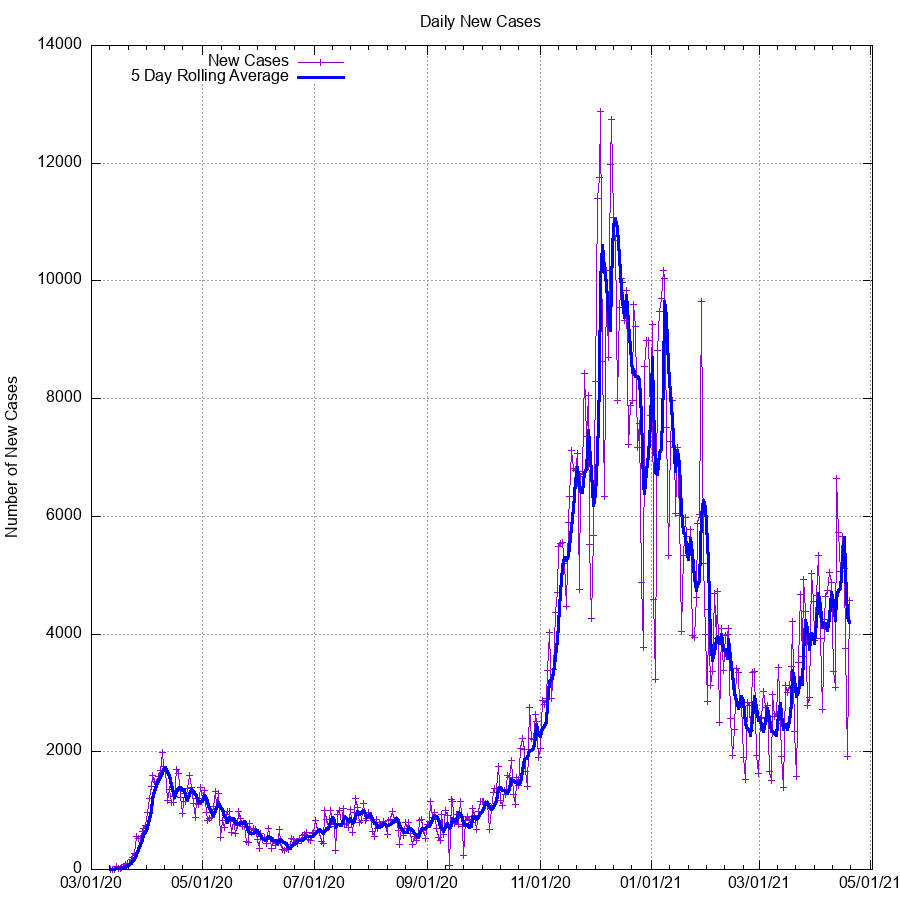 Daily New Cases
14000
12000
10000
8000
6000
4000
2000
0
Number of New Cases
New Cases
5 Day Rolling Average
03/01/20 05/01/20 07/01/20 09/01/20 11/01/20 01/01/21 03/01/21 05/01/21